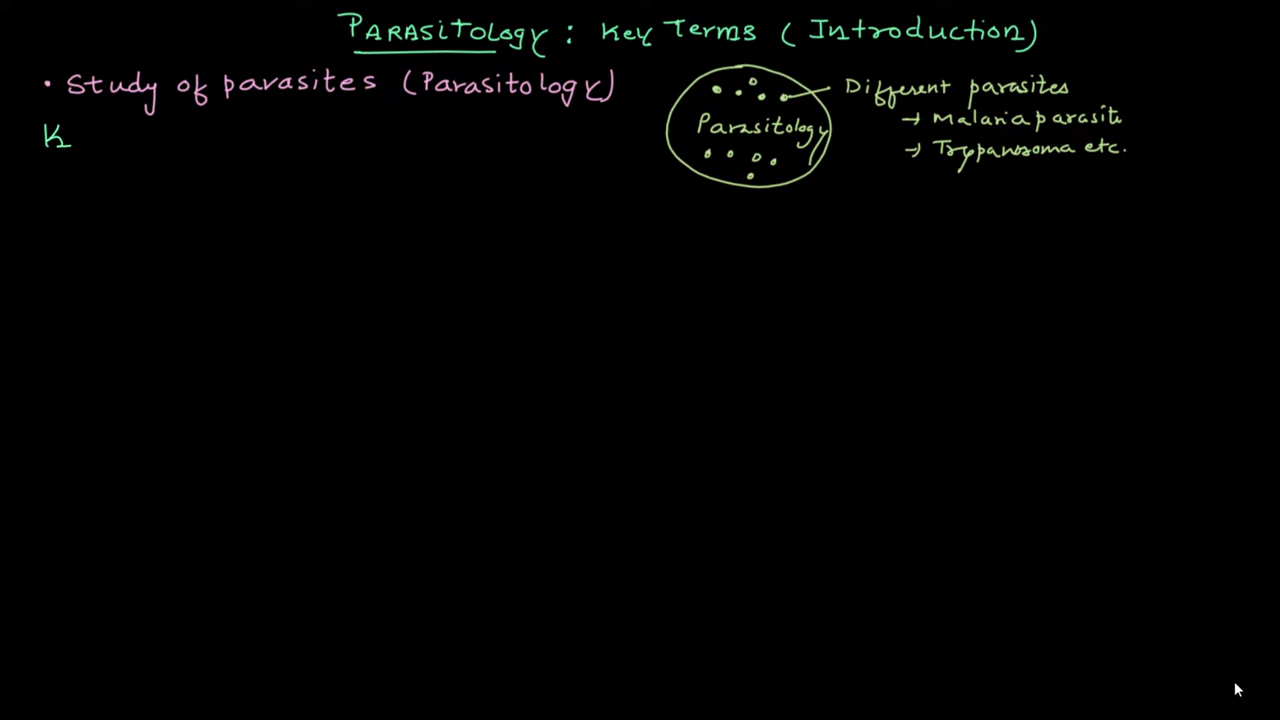 PARASITOLOGY : Key Terms ( Introduction )
• Study of parasites (Parasitology)
K
Parasitology
Different parasites
→ Malaria parasite
→ Trypanosoma etc.